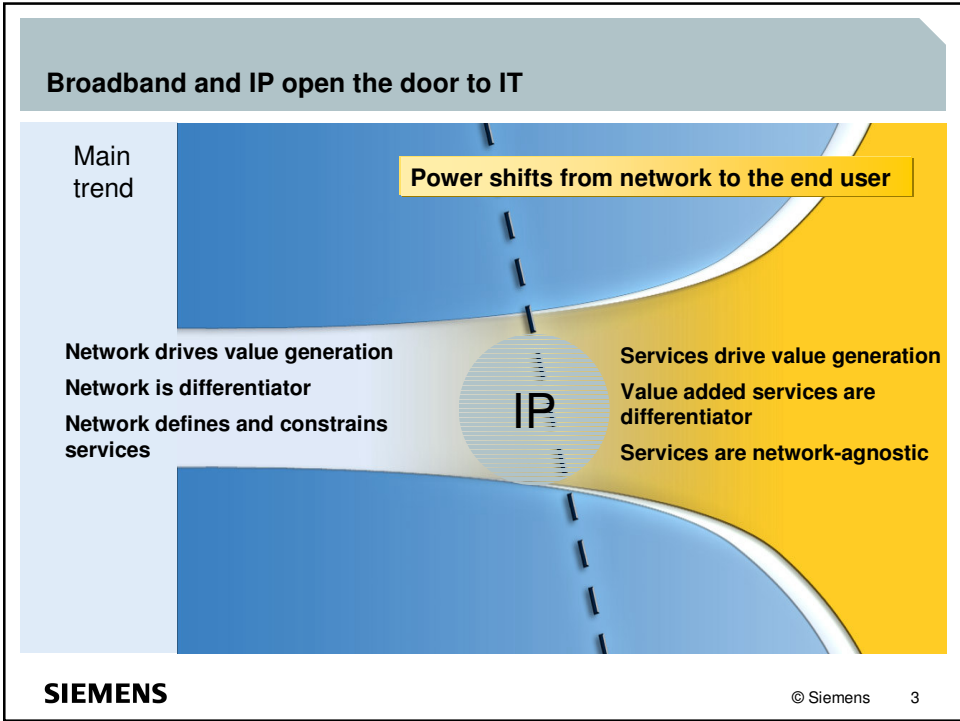 Broadband and IP open the door to IT
Main
trend
Power shifts from network to the end user
Network drives value generation
Network is differentiator
Network defines and constrains
services
IP
Services drive value generation
Value added services are
differentiator
Services are network-agnostic
SIEMENS
© Siemens 3